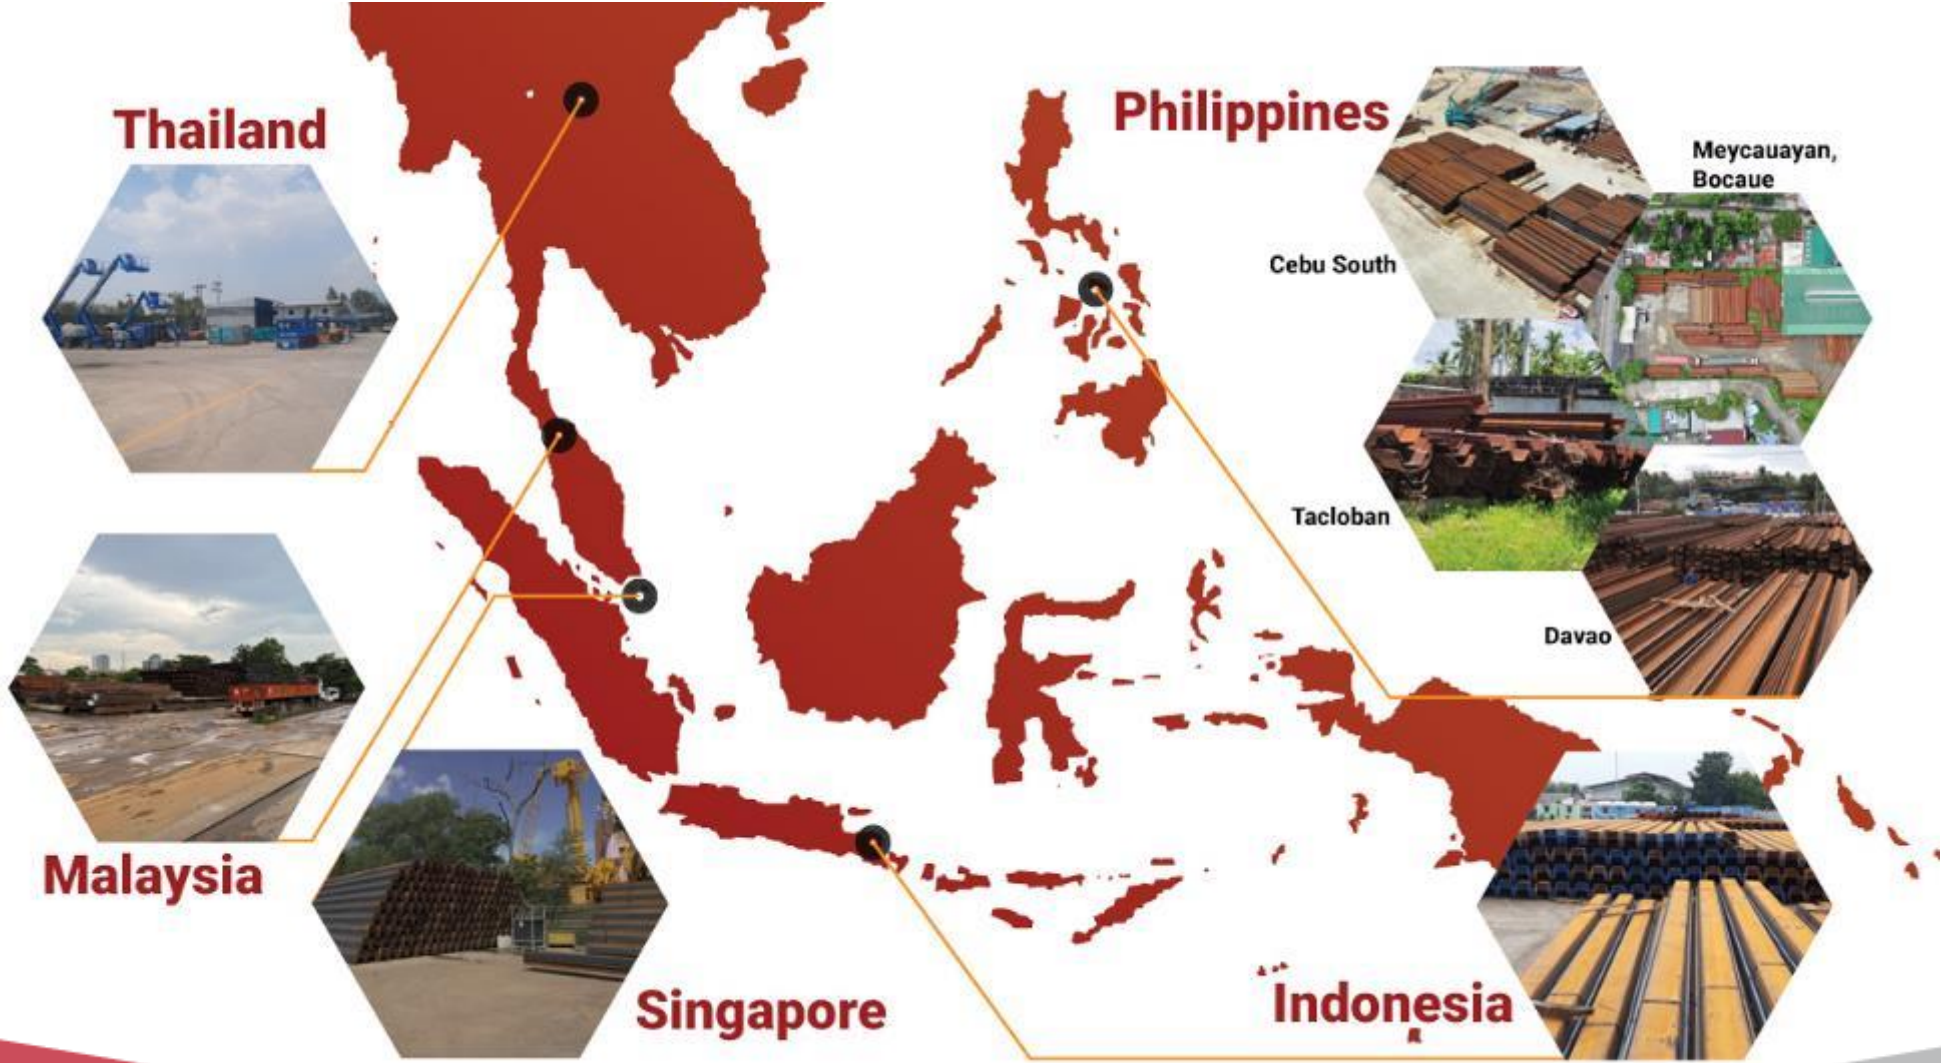 Thailand
Philippines
Meycauayan,
Bocaue
Cebu South
Tacloban
Davao
Malaysia
Singapore
Indonesia